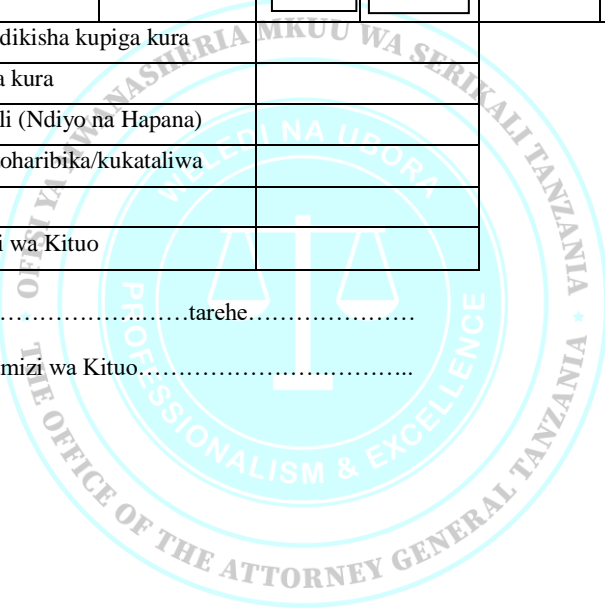 dikisha kupiga kura
a kura
li (Ndiyo na Hapana)
oharibika/kukataliwa
i wa Kituo
…………………….tarehe…………………
mizi wa Kituo……………………………..
OFISI YA MWANASHERIA MKUU WA SERIKALI TANZANIA
WELEDI NA UBORA
PROFESSIONALISM & EXCELLENCE
THE OFFICE OF THE ATTORNEY GENERAL TANZANIA